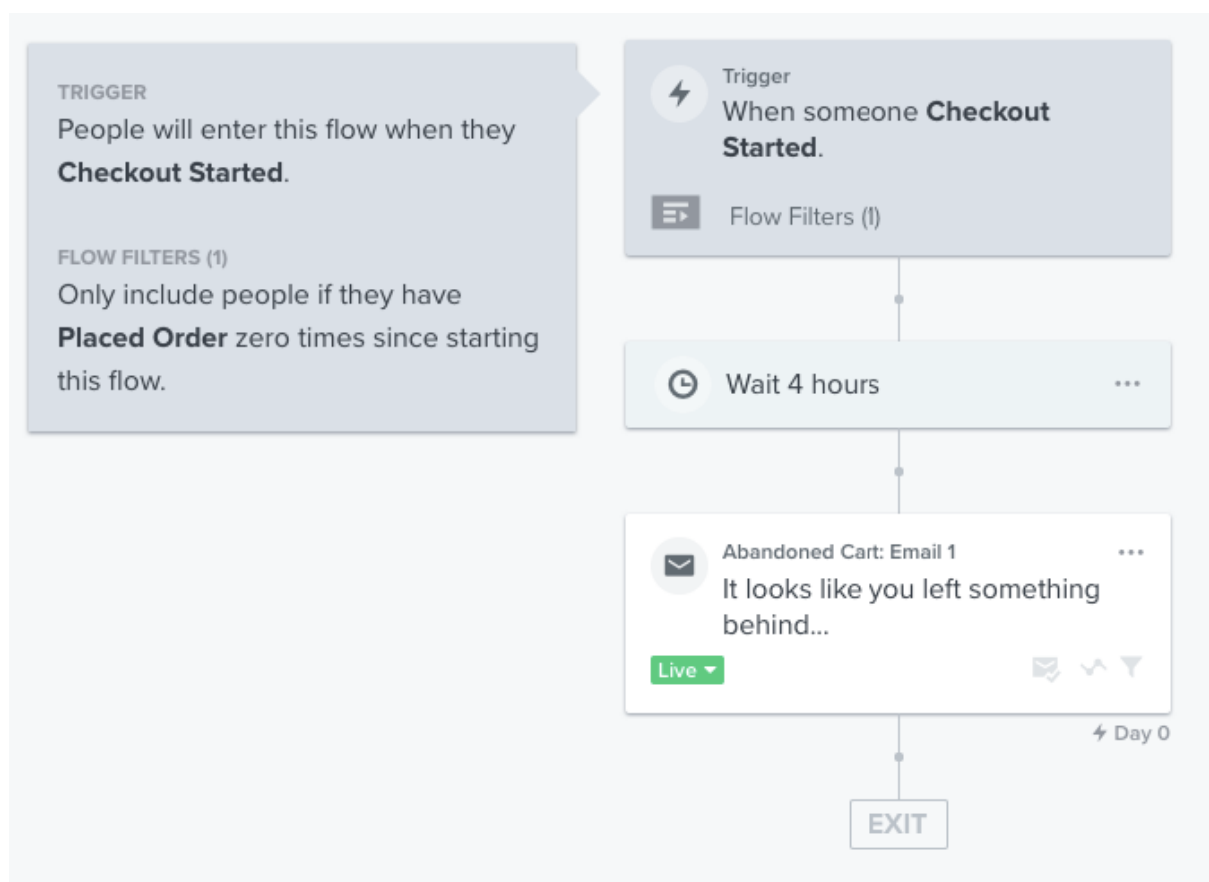 TRIGGER
People will enter this flow when they
Checkout Started.
FLOW FILTERS (1)
Only include people if they have
Placed Order zero times since starting
this flow.
Trigger
When someone Checkout
Started.
Flow Filters (1)
Wait 4 hours
Abandoned Cart: Email 1
It looks like you left something
behind...
Live
Day 0
EXIT